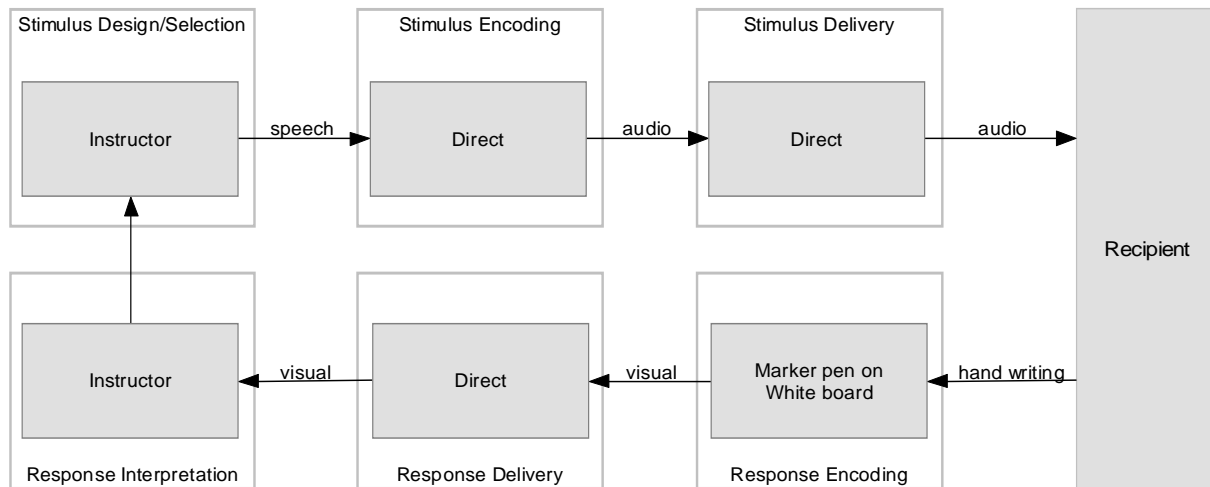 Stimulus Design/Selection
Stimulus Encoding
Stimulus Delivery
Instructor
speech
Direct
audio
Direct
audio
Recipient
Instructor
visual
Direct
visual
Marker pen on
White board
hand writing
Response Interpretation
Response Delivery
Response Encoding